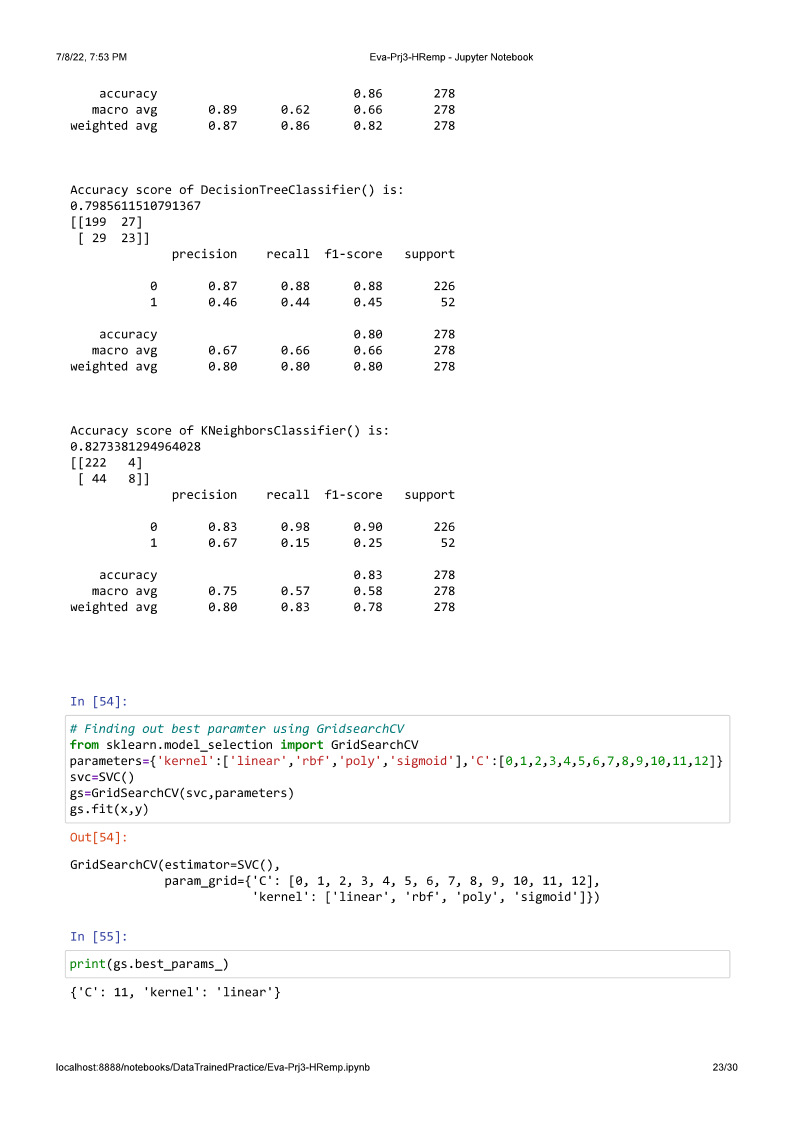 7/8/22, 7:53 PM Eva-Prj3-HRemp - Jupyter Notebook
accuracy 0.86 278
macro avg 0.89 0.62 0.66 278
weighted avg 0.87 0.86 0.82 278
Accuracy score of DecisionTreeClassifier() is:
0.7985611510791367
[[199 27]
[ 29 23]]
precision recall f1-score support
0 0.87 0.88 0.88 226
1 0.46 0.44 0.45 52
accuracy 0.80 278
macro avg 0.67 0.66 0.66 278
weighted avg 0.80 0.80 0.80 278
Accuracy score of KNeighborsClassifier() is:
0.8273381294964028
[[222 4]
[ 44 8]]
precision recall f1-score support
0 0.83 0.98 0.90 226
1 0.67 0.15 0.25 52
accuracy 0.83 278
macro avg 0.75 0.57 0.58 278
weighted avg 0.80 0.83 0.78 278
In [54]:
# Finding out best paramter using GridsearchCV
from sklearn.model_selection import GridSearchCV
parameters={'kernel':['linear','rbf','poly','sigmoid'],'C':[0,1,2,3,4,5,6,7,8,9,10,11,12]}
svc=SVC()
gs=GridSearchCV(svc,parameters)
gs.fit(x,y)
Out[54]:
GridSearchCV(estimator=SVC(),
param_grid={'C': [0, 1, 2, 3, 4, 5, 6, 7, 8, 9, 10, 11, 12],
'kernel': ['linear', 'rbf', 'poly', 'sigmoid']})
In [55]:
print(gs.best_params_)
{'C': 11, 'kernel': 'linear'}
localhost:8888/notebooks/DataTrainedPractice/Eva-Prj3-HRemp.ipynb 23/30